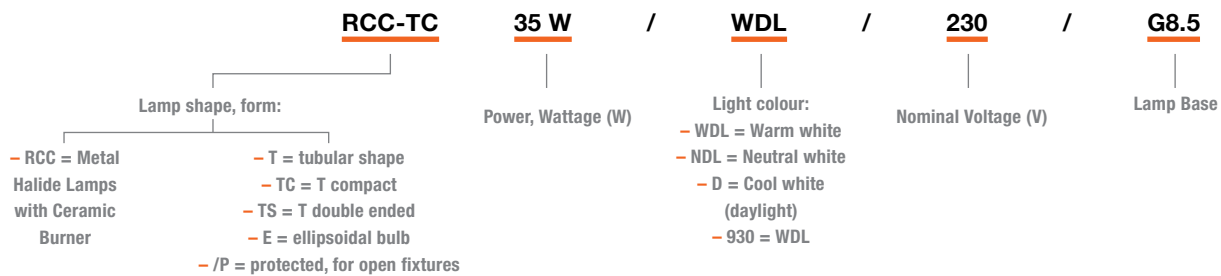 RCC-TC 35 W / WDL / 230 / G8.5
Lamp shape, form:
– RCC = Metal
Halide Lamps
with Ceramic
Burner
– T = tubular shape
– TC = T compact
– TS = T double ended
– E = ellipsoidal bulb
– /P = protected, for open fixtures
Power, Wattage (W)
Light colour:
– WDL = Warm white
– NDL = Neutral white
– D = Cool white
(daylight)
– 930 = WDL
Nominal Voltage (V)
Lamp Base